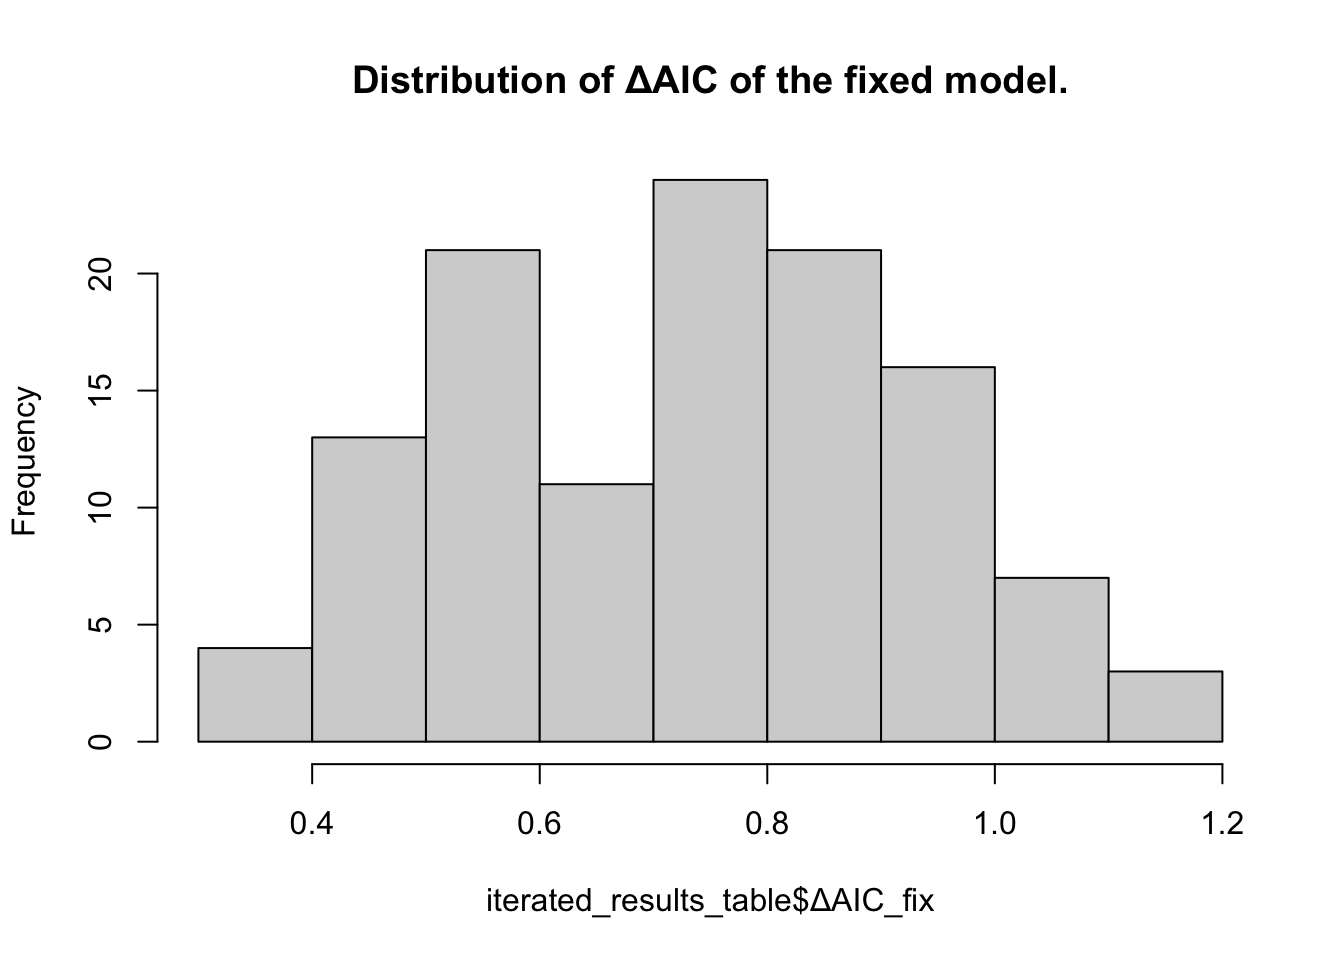 Distribution of ΔAIC of the fixed model.
Frequency
20
15
10
5
0
0.4 0.6 0.8 1.0 1.2
iterated_results_table$ΔAIC_fix